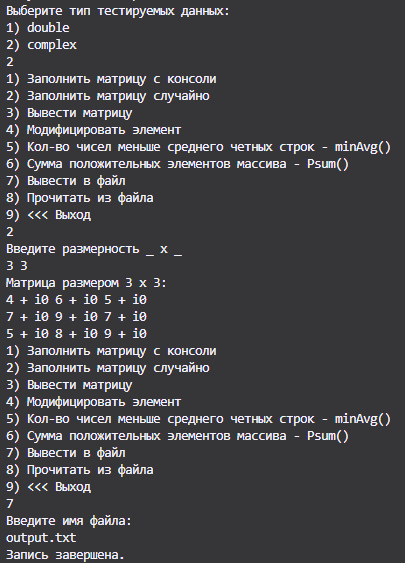 Выберите тип тестируемых данных:
1) double
2) complex
2
1) Заполнить матрицу с консоли
2) Заполнить матрицу случайно
3) Вывести матрицу
4) Модифицировать элемент
5) Кол-во чисел меньше среднего четных строк - minAvg()
6) Сумма положительных элементов массива - Psum()
7) Вывести в файл
8) Прочитать из файла
9) <<< Выход
2
Введите размерность _ x _
3 3
Матрица размером 3 x 3:
4 + i0 6 + i0 5 + i0
7 + i0 9 + i0 7 + i0
5 + i0 8 + i0 9 + i0
1) Заполнить матрицу с консоли
2) Заполнить матрицу случайно
3) Вывести матрицу
4) Модифицировать элемент
5) Кол-во чисел меньше среднего четных строк - minAvg()
6) Сумма положительных элементов массива - Psum()
7) Вывести в файл
8) Прочитать из файла
9) <<< Выход
7
Введите имя файла:
output.txt
Запись завершена.